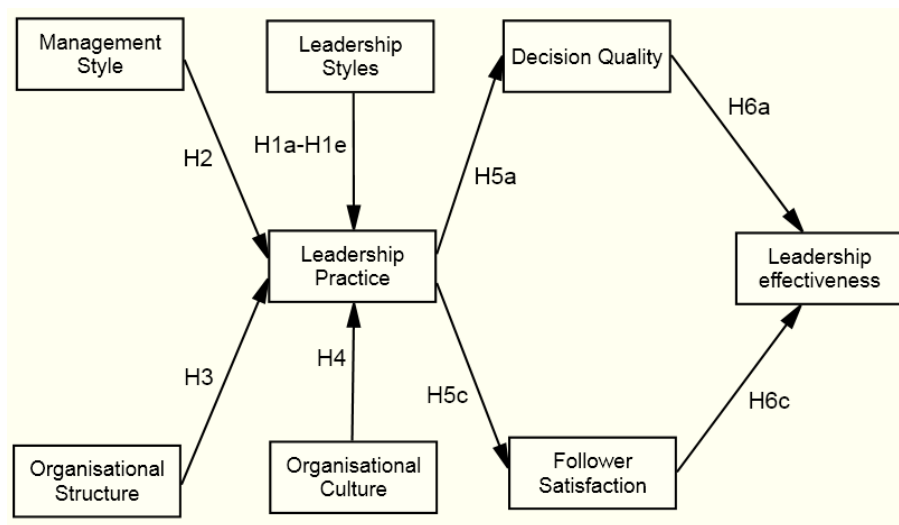 Management
Style
Leadership
Styles
Decision Quality
H6a
H1a-H1e
H2
H5a
Leadership
Practice
Leadership
effectiveness
H3
H4
H5c
H6c
Organisational
Structure
Organisational
Culture
Follower
Satisfaction